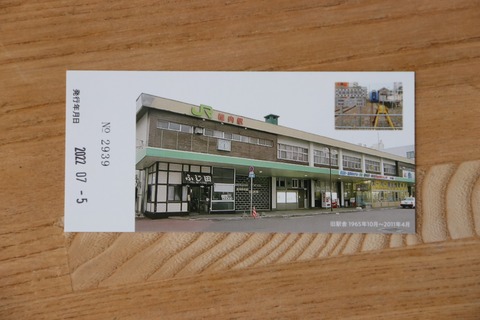 発行年月日
2022 07 - 5
№ 2939
JR 稚内駅
ふじ田
旧駅舎 1965年10月～2011年4月